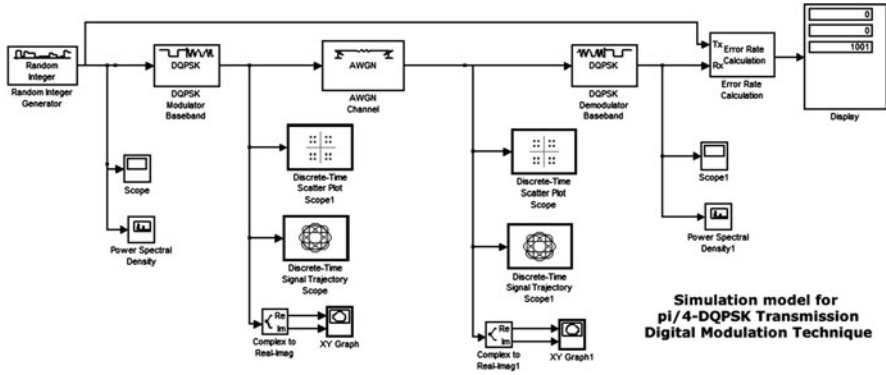 Random
Integer
Random Integer
Generator
DQPSK
DQPSK
Modulator
Baseband
AWGN
AWGN
Channel
DQPSK
DQPSK
Demodulator
Baseband
Tx
Rx
Error Rate
Calculation
Error Rate
Calculation
0
0
1001
Display
Scope
Power Spectral
Density
Discrete-Time
Scatter Plot
Scope1
Discrete-Time
Signal Trajectory
Scope
Re
Im
Complex to
Real-Imag
XY Graph
Discrete-Time
Scatter Plot
Scope
Discrete-Time
Signal Trajectory
Scope1
Re
Im
Complex to
Real-Imag1
XY Graph1
Scope1
Power Spectral
Density1
Simulation model for
pi/4-DQPSK Transmission
Digital Modulation Technique